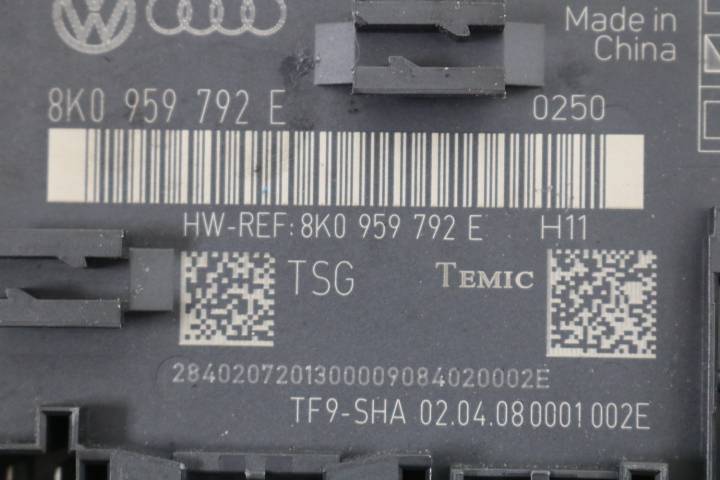 Made in
China
8K0 959 792 E 0250
HW-REF: 8K0 959 792 E H11
TSG TEMIC
28402072013000009084020002E
TF9-SHA 02.04.08 0001 002E